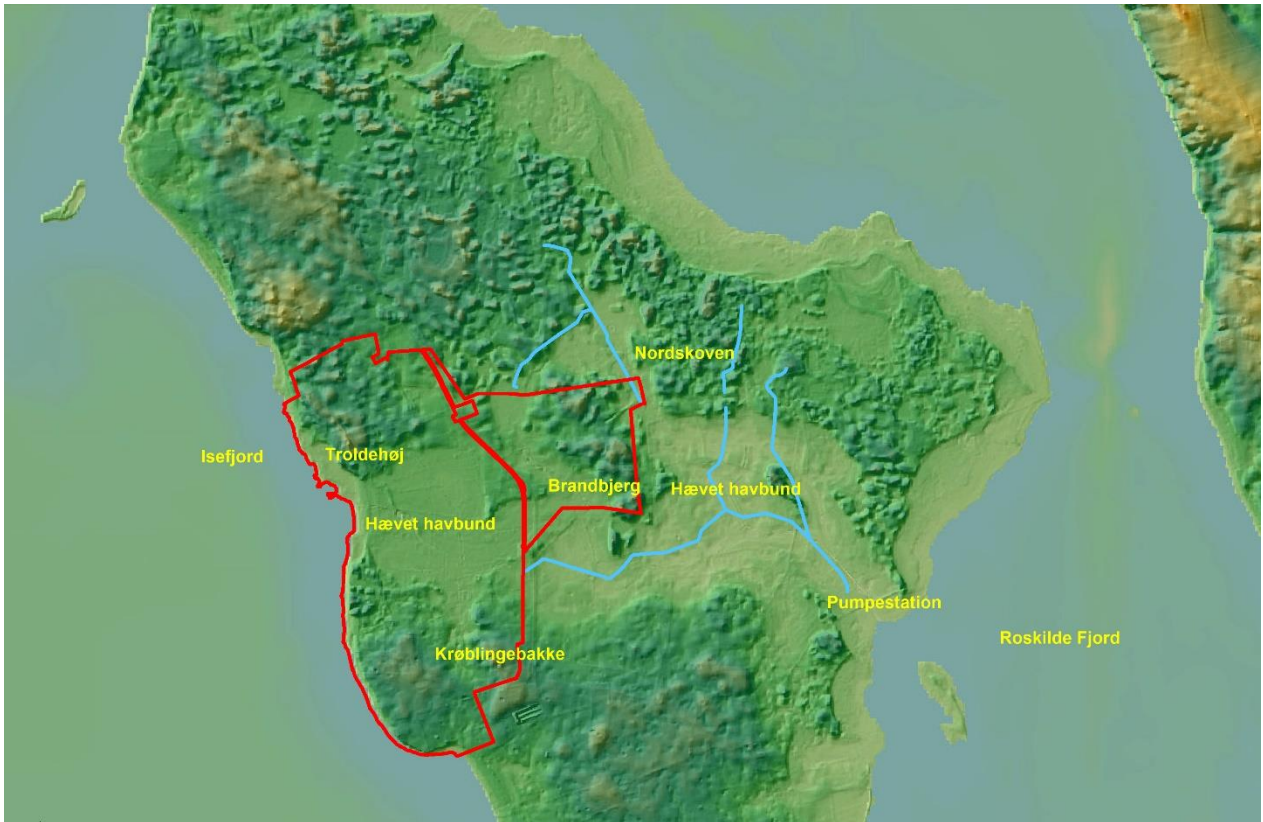 Nordskoven
Isefjord
Troldehøj
Brandbjerg
Hævet havbund
Hævet havbund
Pumpestation
Roskilde Fjord
Krøblingebakke